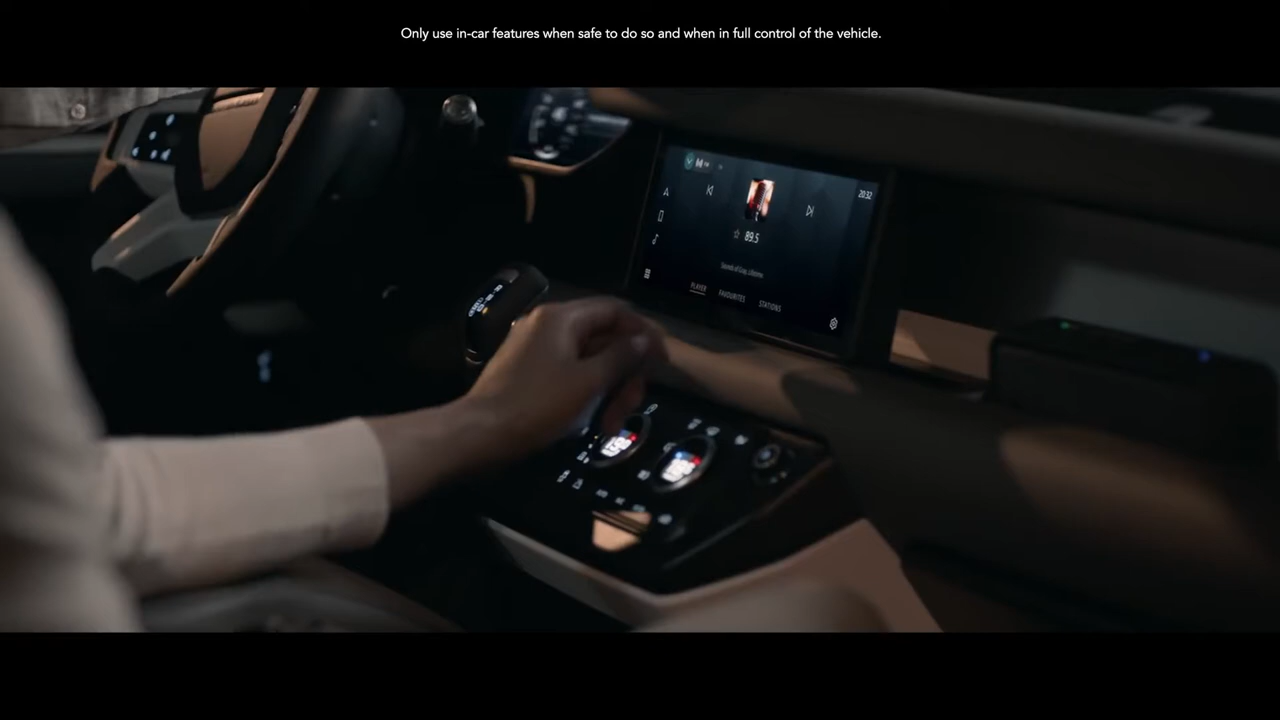 Only use in-car features when safe to do so and when in full control of the vehicle.
20:32
89.5
PLAYER
FAVOURITES
STATIONS